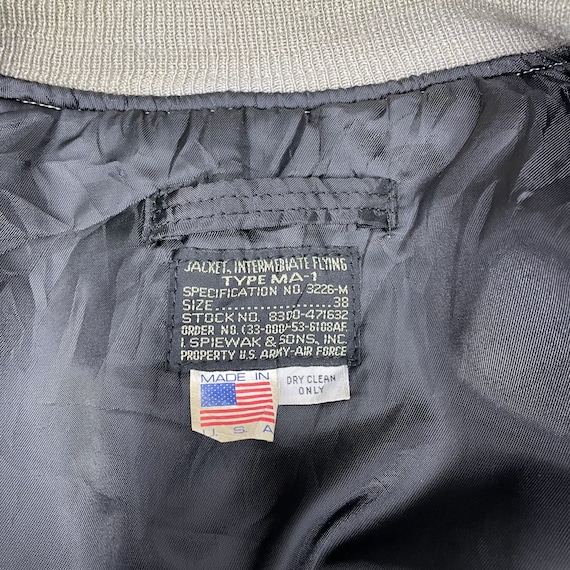 JACKET, INTERMEDIATE FLYING
TYPE MA-1
SPECIFICATION NO. 3226-M
SIZE................38
STOCK NO. 8300-471632
ORDER NO. (33-000)-53-6108AF.
I. SPIEWAK & SONS, INC.
PROPERTY U.S. ARMY-AIR FORCE
MADE IN
U. S. A
DRY CLEAN
ONLY